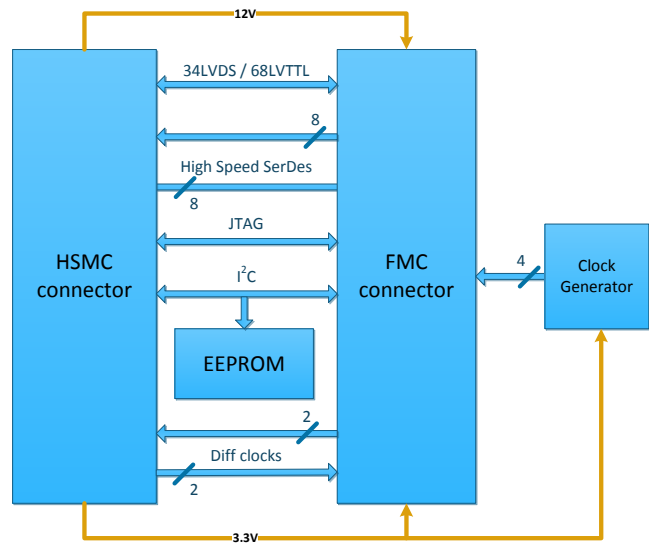 12V
34LVDS / 68LVTTL
8
High Speed SerDes
8
JTAG
HSMC
connector
FMC
connector
I²C
4
Clock
Generator
EEPROM
2
Diff clocks
2
3.3V